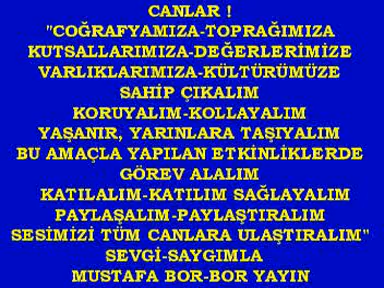 CANLAR !
"COĞRAFYAMIZA-TOPRAĞIMIZA
KUTSALLARIMIZA-DEĞERLERİMİZE
VARLIKLARIMIZA-KÜLTÜRÜMÜZE
SAHİP ÇIKALIM
KORUYALIM-KOLLAYALIM
YAŞANIR, YARINLARA TAŞIYALIM
BU AMAÇLA YAPILAN ETKİNLİKLERDE
GÖREV ALALIM
KATILALIM-KATILIM SAĞLAYALIM
PAYLAŞALIM-PAYLAŞTIRALIM
SESİMİZİ TÜM CANLARA ULAŞTIRALIM"
SEVGİ-SAYGIMLA
MUSTAFA BOR-BOR YAYIN